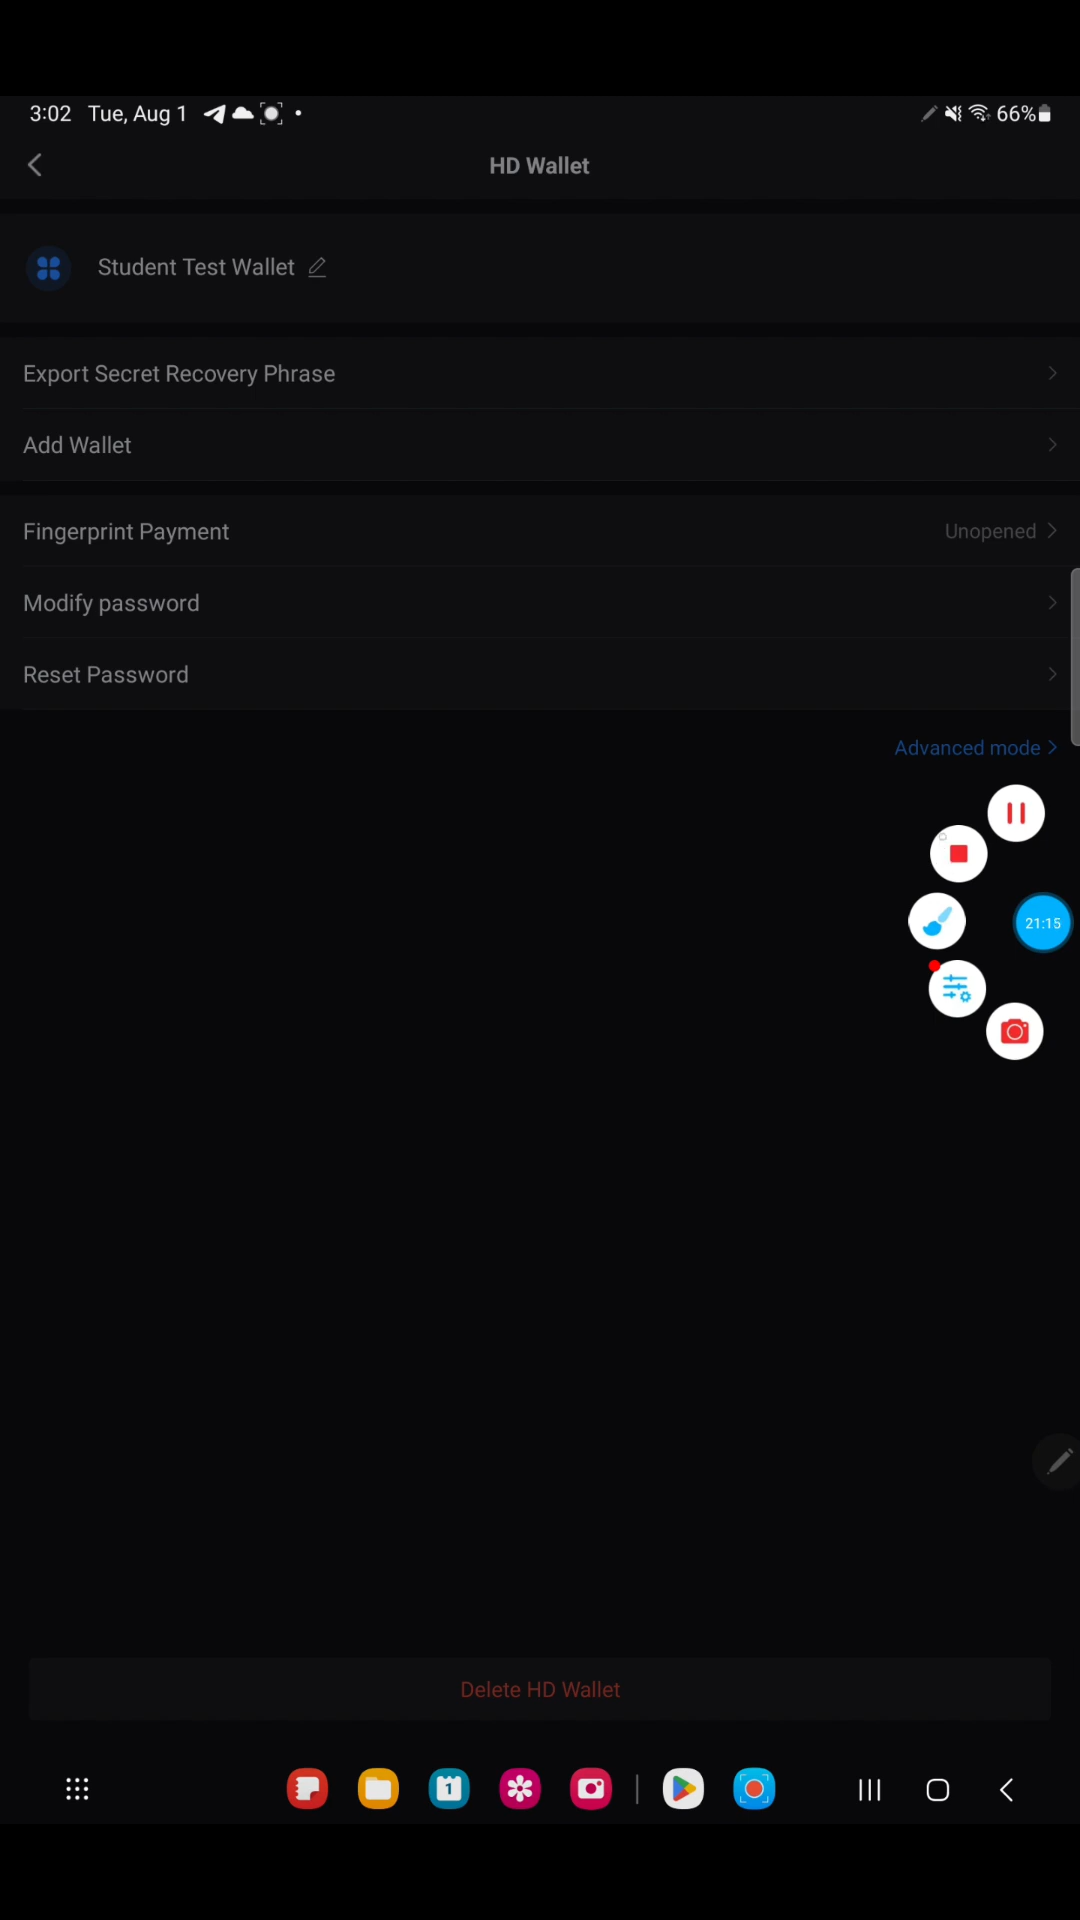 3:02 Tue, Aug 1 66%
HD Wallet
Student Test Wallet
Export Secret Recovery Phrase
Add Wallet
Fingerprint Payment Unopened
Modify password
Reset Password
Advanced mode
21:15
Delete HD Wallet
1